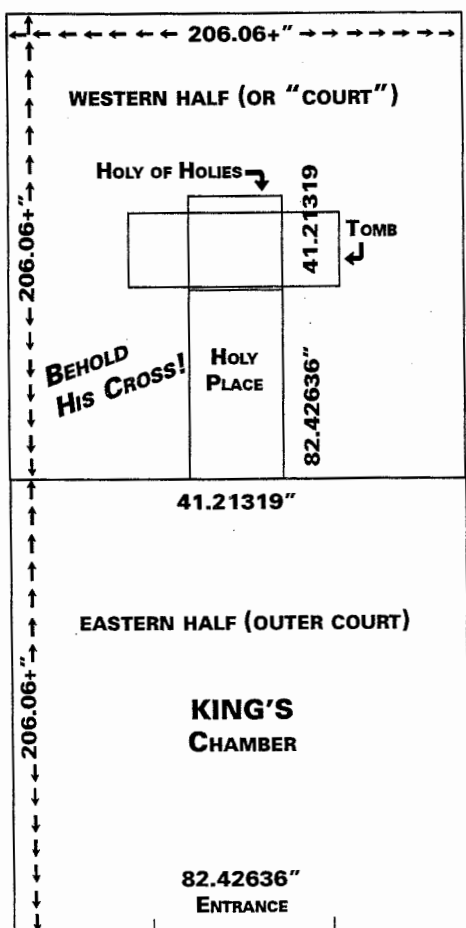 206.06+"
WESTERN HALF (OR "COURT")
HOLY OF HOLIES
41.21319
TOMB
206.06+"
BEHOLD
HIS CROSS!
HOLY
PLACE
82.42636"
41.21319"
EASTERN HALF (OUTER COURT)
206.06+"
KING'S
CHAMBER
82.42636"
ENTRANCE